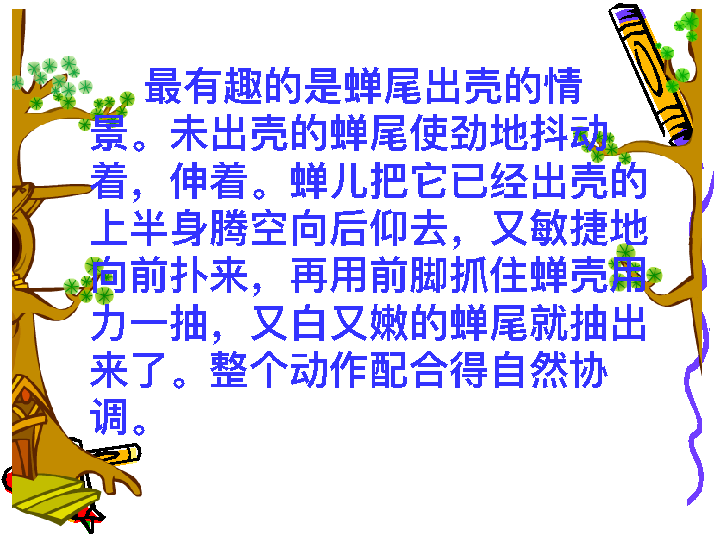 最有趣的是蝉尾出壳的情
景。未出壳的蝉尾使劲地抖动
着，伸着。蝉儿把它已经出壳的
上半身腾空向后仰去，又敏捷地
向前扑来，再用前脚抓住蝉壳用
力一抽，又白又嫩的蝉尾就抽出
来了。整个动作配合得自然协
调。